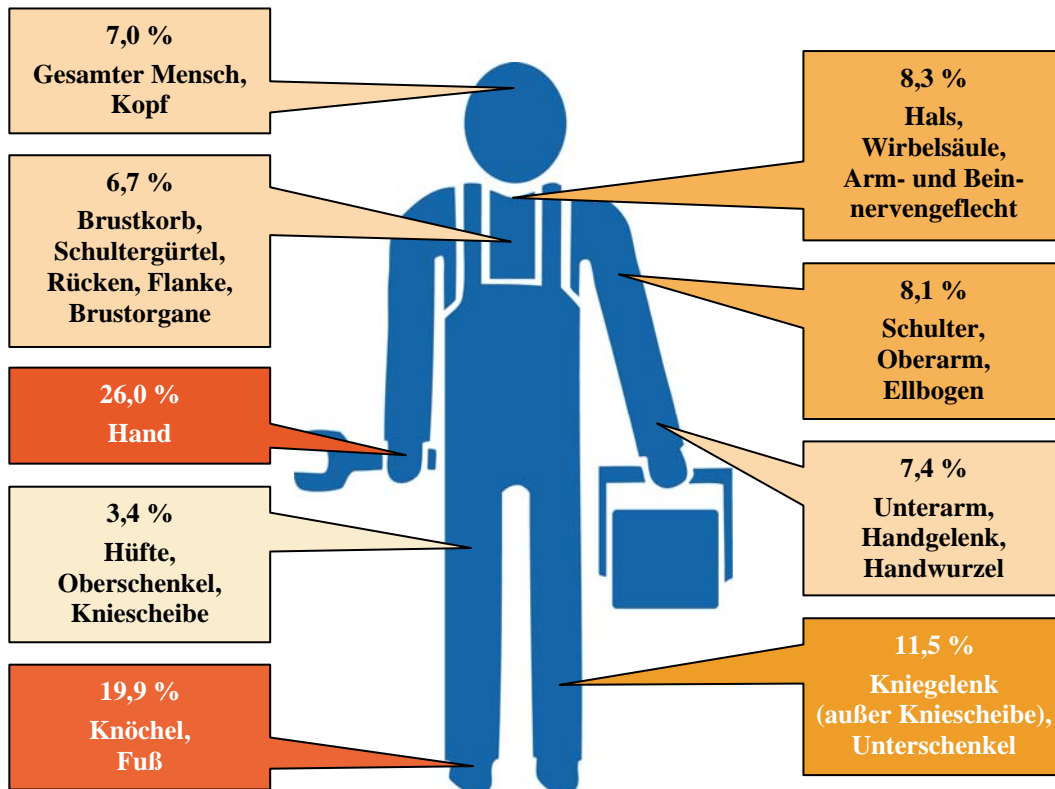 7,0 %
Gesamter Mensch,
Kopf
6,7 %
Brustkorb,
Schultergürtel,
Rücken, Flanke,
Brustorgane
26,0 %
Hand
3,4 %
Hüfte,
Oberschenkel,
Kniescheibe
19,9 %
Knöchel,
Fuß
8,3 %
Hals,
Wirbelsäule,
Arm- und Bein-
nervengeflecht
8,1 %
Schulter,
Oberarm,
Ellbogen
7,4 %
Unterarm,
Handgelenk,
Handwurzel
11,5 %
Kniegelenk
(außer Kniescheibe),
Unterschenkel